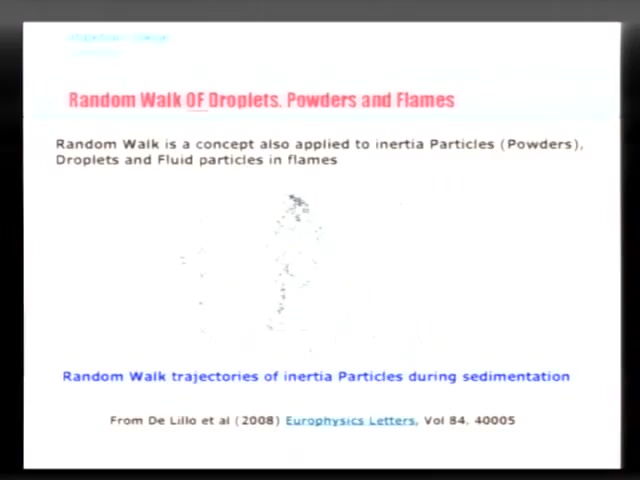 Random Walk OF Droplets. Powders and Flames
Random Walk is a concept also applied to inertia Particles (Powders),
Droplets and Fluid particles in flames
Random Walk trajectories of inertia Particles during sedimentation
From De Lillo et al (2008) Europhysics Letters, Vol 84, 40005